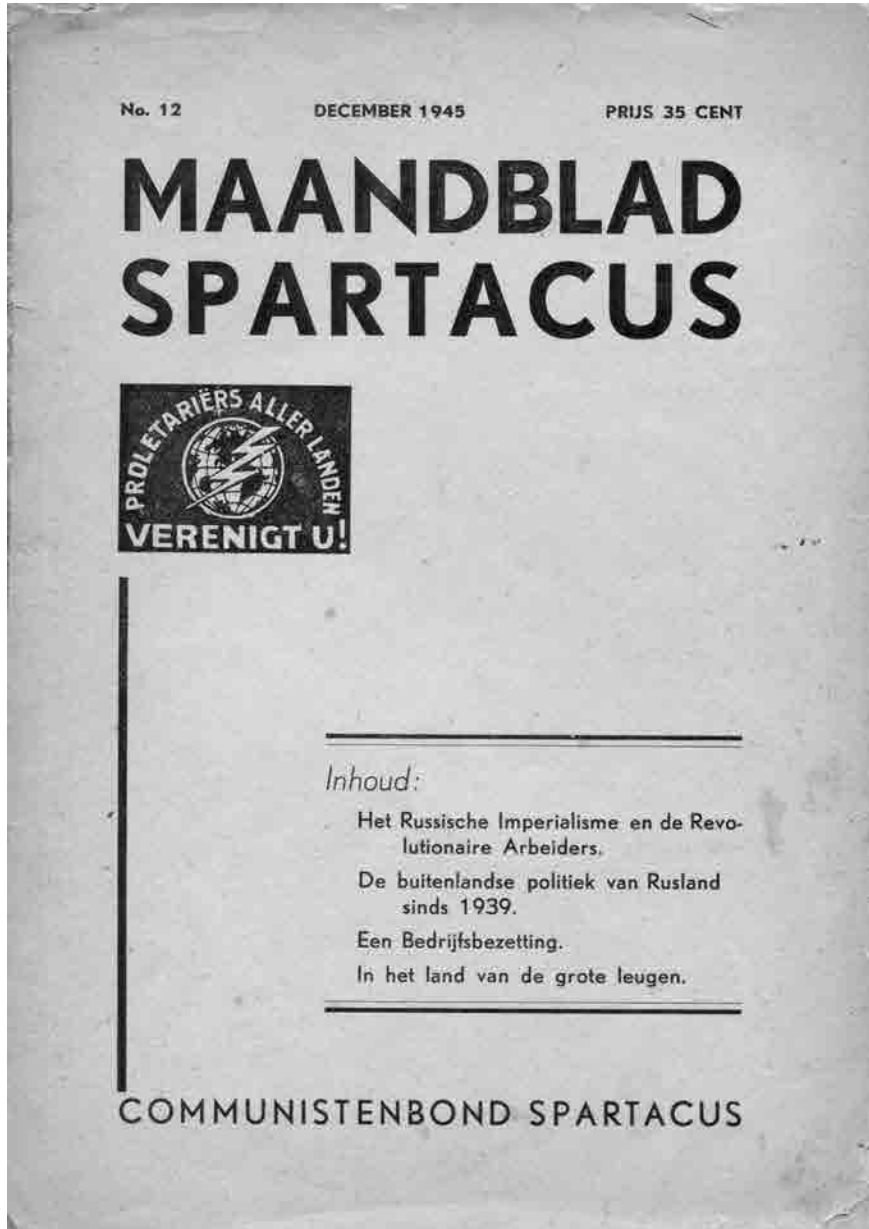 No. 12 DECEMBER 1945 PRIJS 35 CENT
MAANDBLAD
SPARTACUS
PROLETARIËRS ALLER LANDEN
VERENIGT U!
Inhoud:
Het Russische Imperialisme en de Revo-
lutionaire Arbeiders.
De buitenlandse politiek van Rusland
sinds 1939.
Een Bedrijfsbezetting.
In het land van de grote leugen.
COMMUNISTENBOND SPARTACUS